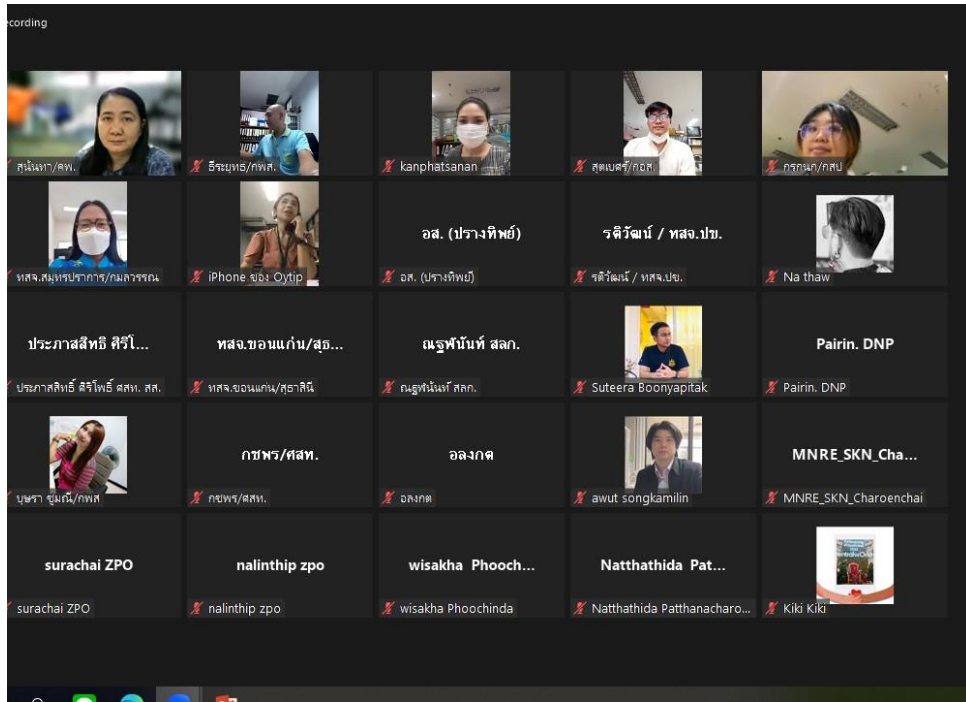 ecording
สุนันทา/คพ.
ธีระยุทธ/กพส.
kanphatsanan
สุตเบศร์/กอส.
กรกนก/กสป
ทสจ.สมุทรปราการ/กมลวรรณ
iPhone ของ Oytip
อส. (ปรางทิพย์)
อส. (ปรางทิพย์)
รติวัฒน์ / ทสจ.ปข.
รติวัฒน์ / ทสจ.ปข.
Na thaw
ประภาสสิทธิ์ ศิริโ...
ประภาสสิทธิ์ ศิริโพธิ์ ศสท. สส.
ทสจ.ขอนแก่น/สุธ...
ทสจ.ขอนแก่น/สุธาสินี
ณฐฬนันท์ สลก.
ณฐฬนันท์ สลก.
Suteera Boonyapitak
Pairin. DNP
Pairin. DNP
บุษรา ชุมณี/กพส
กชพร/ศสท.
กชพร/ศสท.
อลงกต
อลงกต
awut songkamilin
MNRE_SKN_Cha...
MNRE_SKN_Charoenchai
surachai ZPO
surachai ZPO
nalinthip zpo
nalinthip zpo
wisakha Phooch...
wisakha Phoochinda
Natthathida Pat...
Natthathida Patthanacharo...
Kiki Kiki